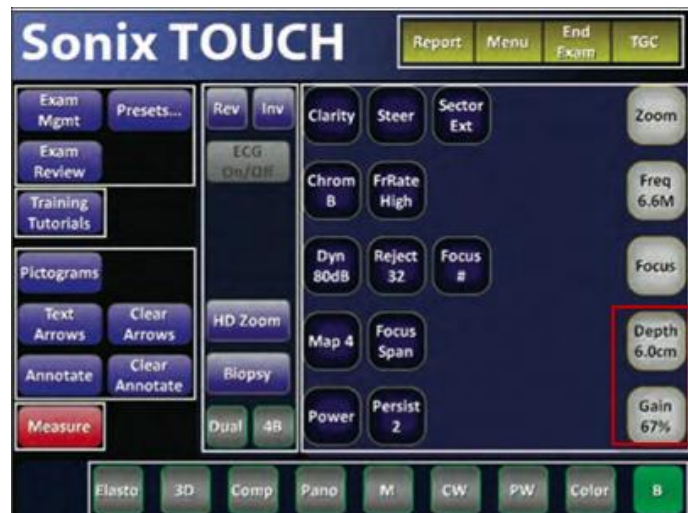 Sonix TOUCH
Report Menu End Exam TGC
Exam Mgmt
Presets...
Exam Review
Training Tutorials
Pictograms
Text Arrows
Clear Arrows
Annotate
Clear Annotate
Measure
Rev
Inv
ECG On/Off
HD Zoom
Biopsy
Dual
4B
Clarity
Steer
Sector Ext
Chrom B
FrRate High
Dyn 80dB
Reject 32
Focus #
Map 4
Focus Span
Power
Persist 2
Zoom
Freq 6.6M
Focus
Depth 6.0cm
Gain 67%
Elasto 3D Comp Pano M CW PW Color B